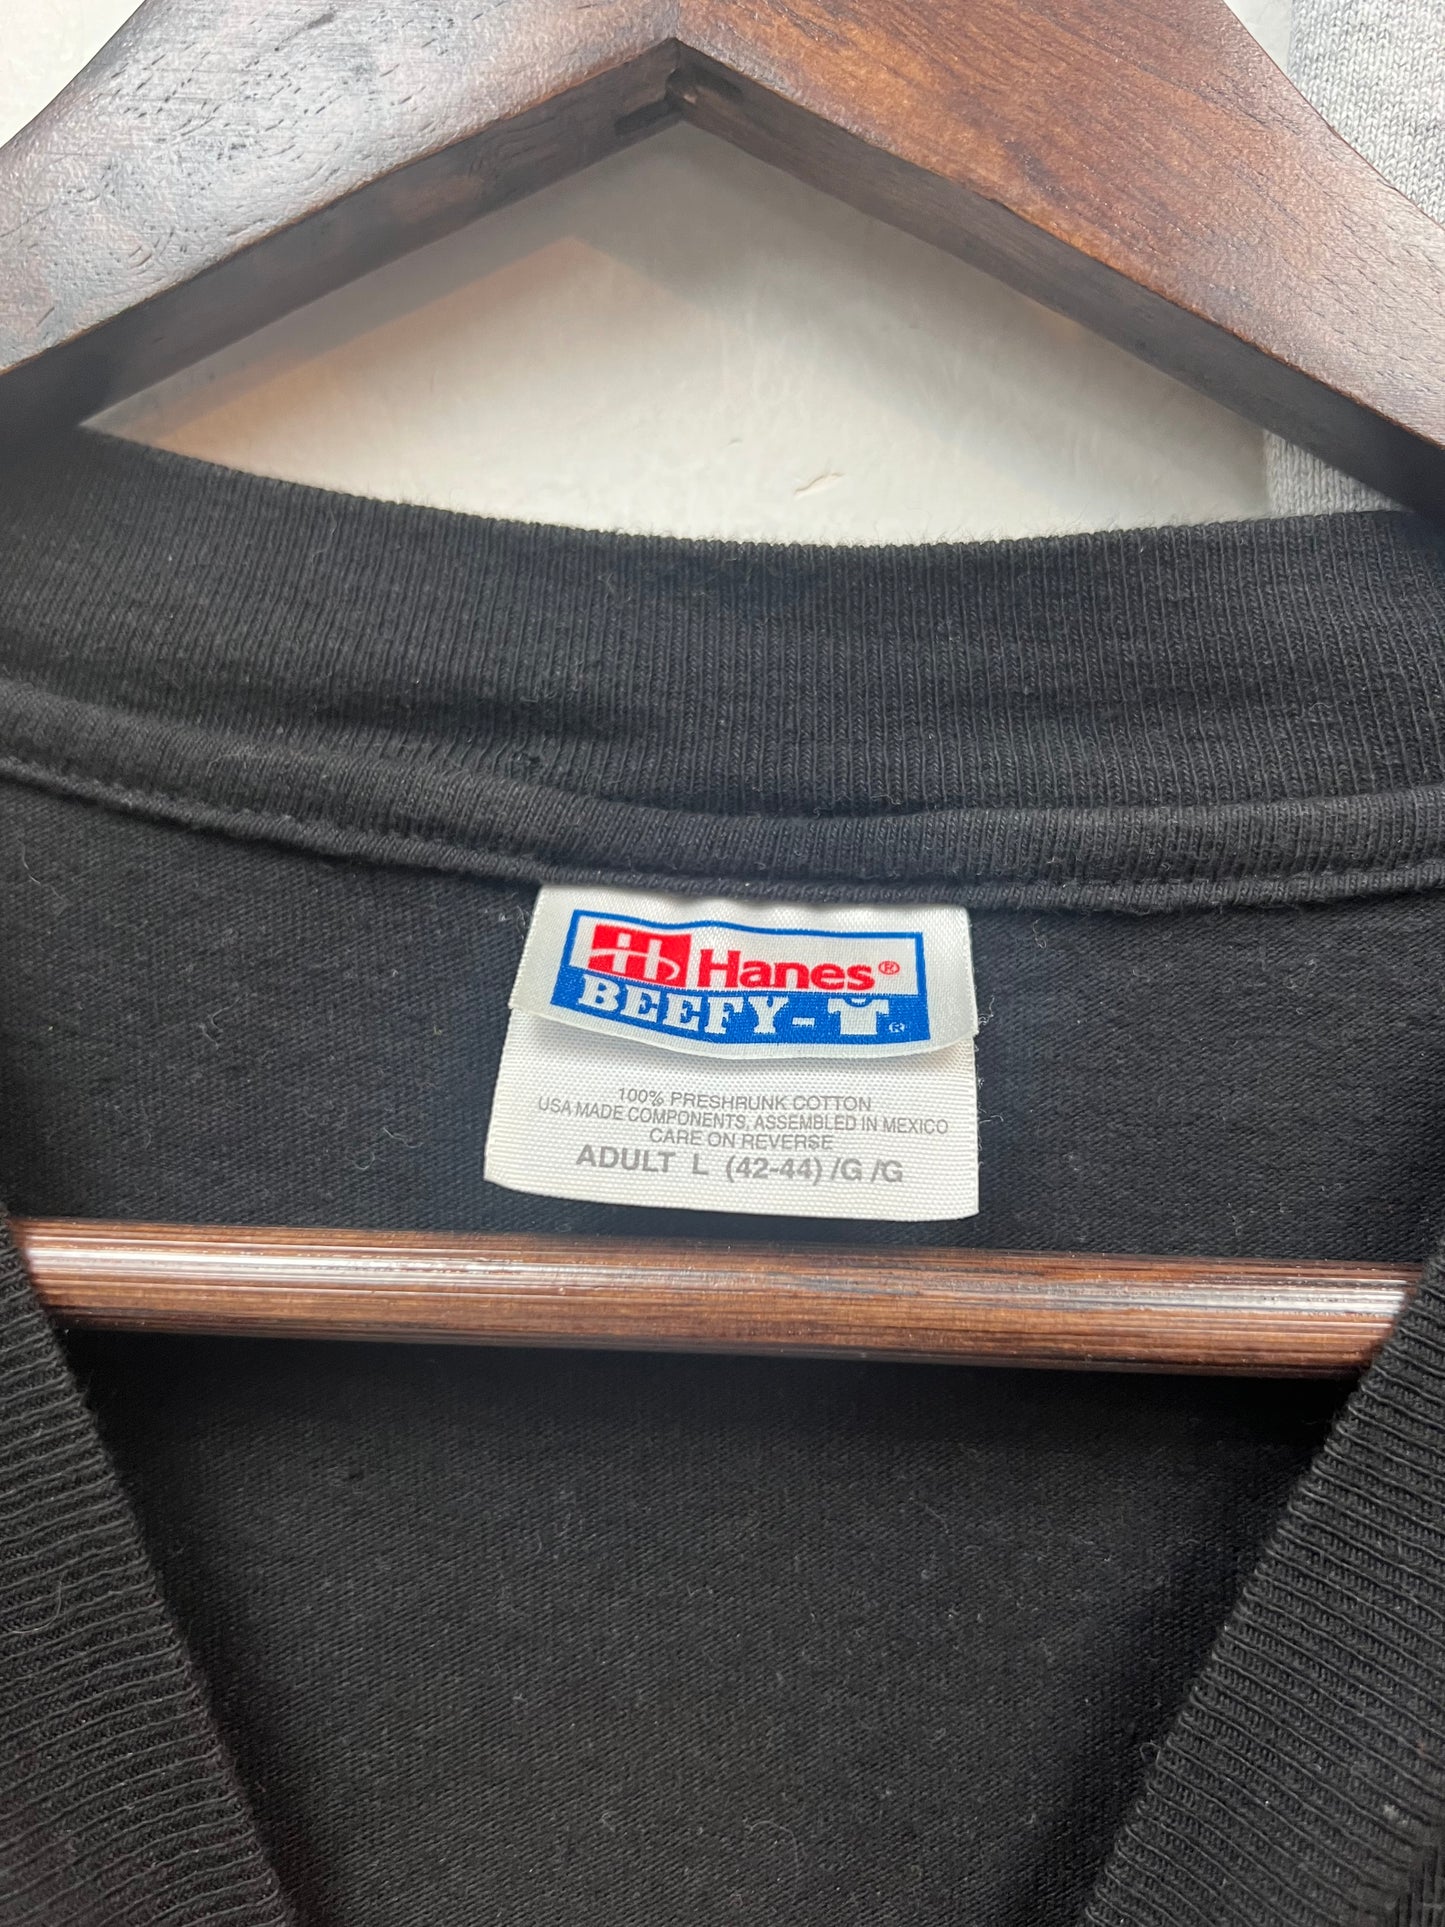 Hanes®
BEEFY-T®
100% PRESHRUNK COTTON
USA MADE COMPONENTS, ASSEMBLED IN MEXICO
CARE ON REVERSE
ADULT L (42-44) /G /G